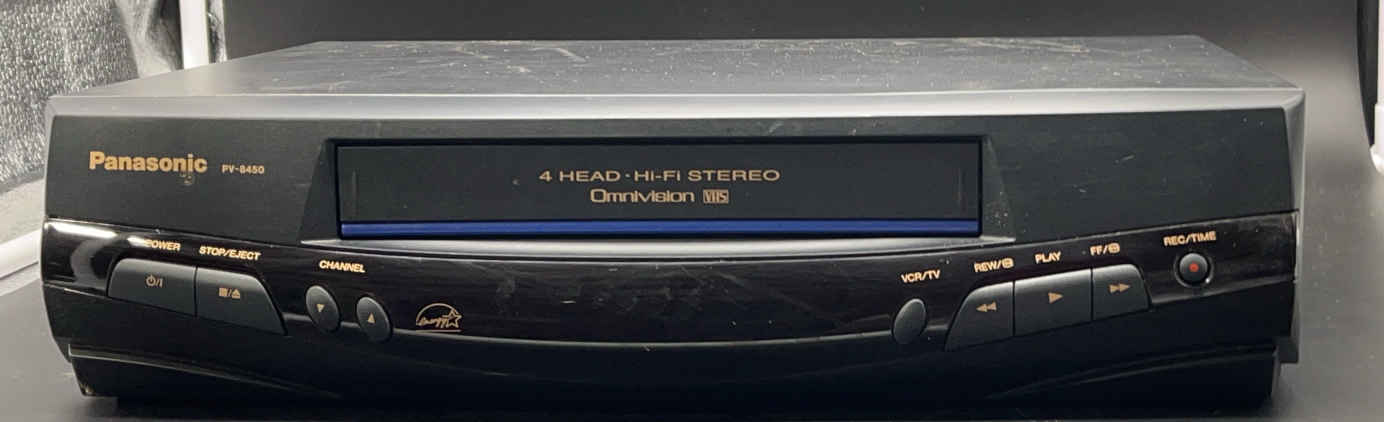 Panasonic PV-8450
4 HEAD · Hi-Fi STEREO
Omnivision VHS
POWER
STOP/EJECT
CHANNEL
energy
VCR/TV
REW/
PLAY
FF/
REC/TIME